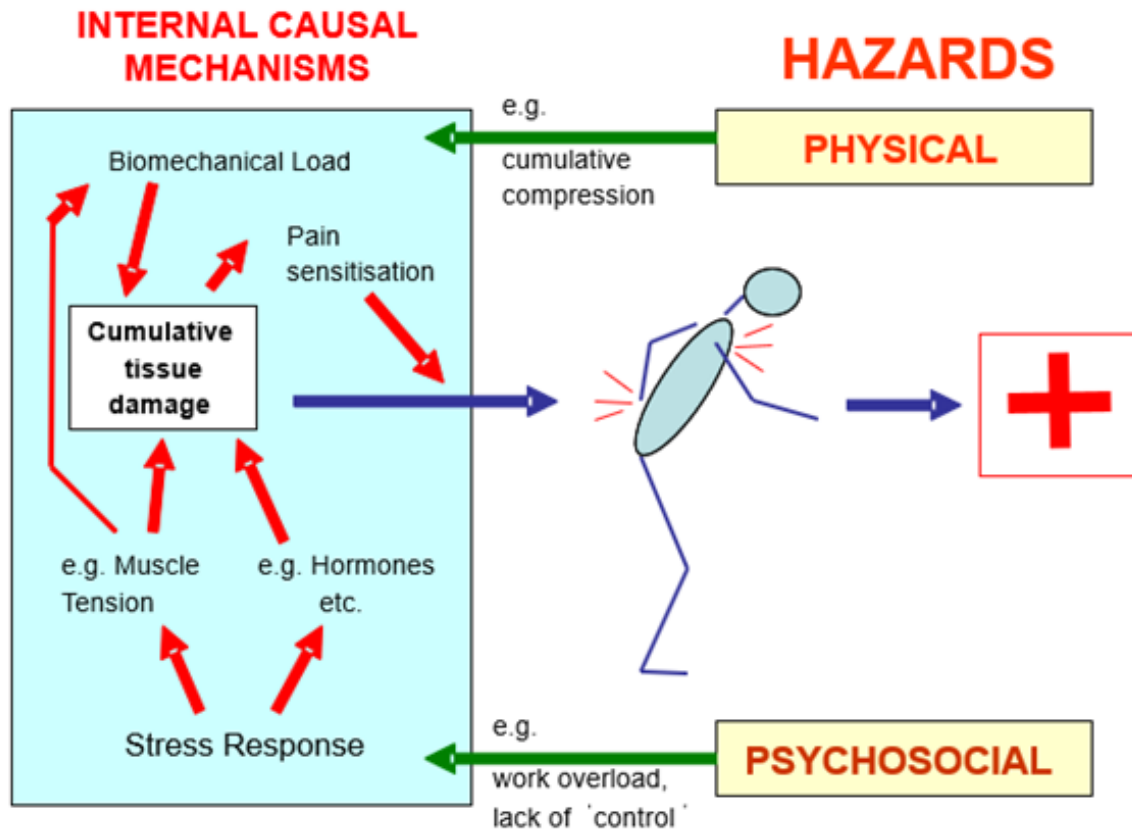 INTERNAL CAUSAL
MECHANISMS
HAZARDS
e.g.
cumulative
compression
PHYSICAL
Biomechanical Load
Pain
sensitisation
Cumulative
tissue
damage
e.g. Muscle
Tension
e.g. Hormones
etc.
Stress Response
e.g.
work overload,
lack of ‘control‘
PSYCHOSOCIAL